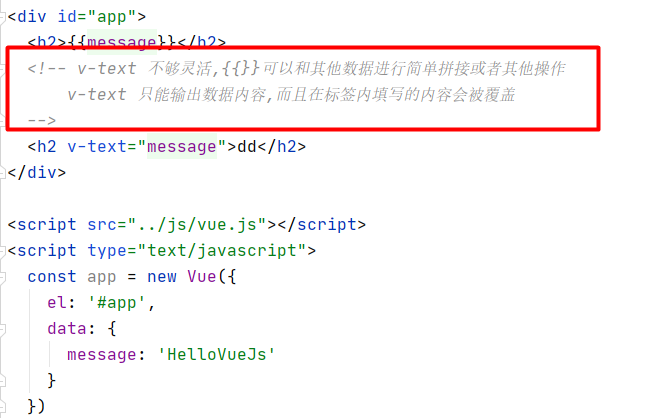 <div id="app">
  <h2>{{message}}</h2>
  <!-- v-text 不够灵活,{{}}可以和其他数据进行简单拼接或者其他操作
      v-text 只能输出数据内容,而且在标签内填写的内容会被覆盖
  -->
  <h2 v-text="message">dd</h2>
</div>

<script src="../js/vue.js"></script>
<script type="text/javascript">
  const app = new Vue({
    el: '#app',
    data: {
      message: 'HelloVueJs'
    }
  })